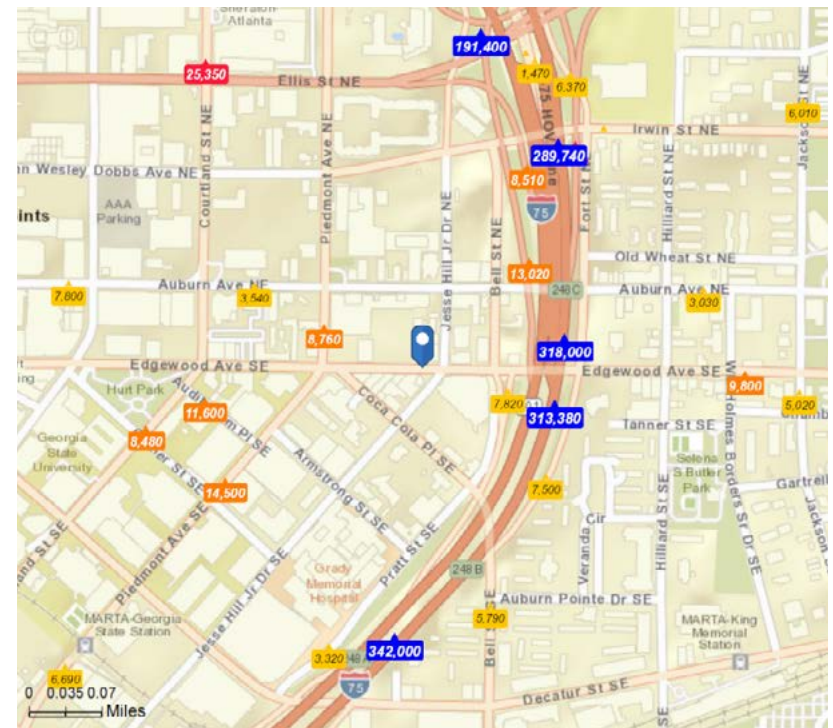 Sheraton-
Atlanta
191,400
25,350
Ellis St NE
1,470
6,370
75 HOV
6,010
Irwin St NE
289,740
Courtland St NE
Piedmont Ave NE
Jackson
Hilliard St NE
nn Wesley Dobbs Ave NE
8,510
Fort St NE
75
AAA
Parking
ints
Jesse Hill Jr Dr NE
Bell St NE
Old Wheat St NE
13,020
Auburn Ave NE
248C
Auburn Ave NE
7,800
3,540
3,030
8,760
318,000
Edgewood Ave SE
Edgewood Ave SE
Hurt Park
9,800
7,820
313,380
5,020
11,600
Coca Cola Pl SE
Tanner St SE
8,480
Georgia
State
University
Selena
S Butler
Park
Armstrong St SE
14,500
7,500
Gartrell
Veranda Cir
Hilliard St SE
Jackson
Piedmont Ave SE
Pratt St SE
Grady
Memorial
Hospital
248B
Jesse Hill Jr Dr SE
Auburn Pointe Dr SE
MARTA-Georgia
State Station
5,790
MARTA-King
Memorial
Station
342,000
3,320
248A
75
6,690
Decatur St SE
0 0.035 0.07
Miles